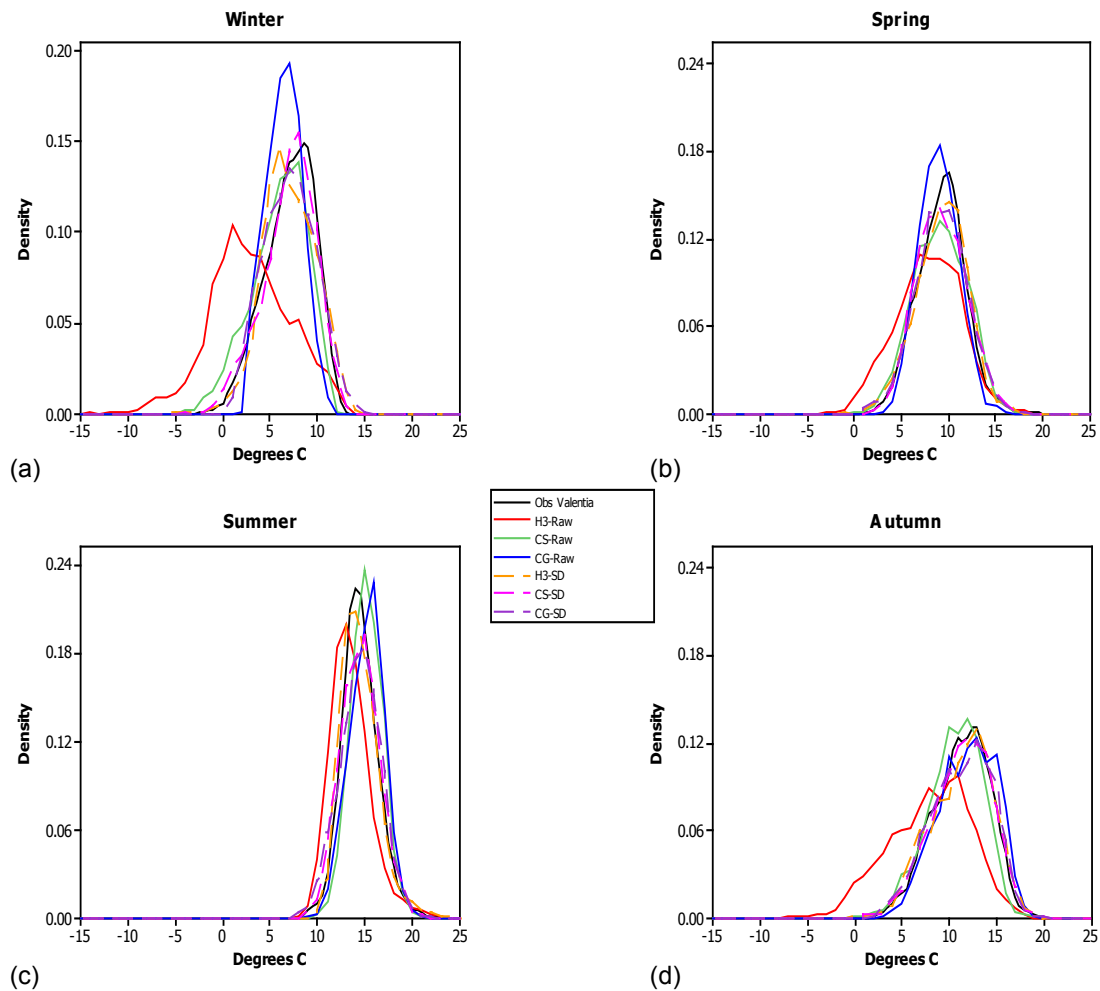 Winter
0.20
0.15
0.10
0.05
0.00
Density
-15 -10 -5 0 5 10 15 20 25
Degrees C
(a)
Spring
0.24
0.18
0.12
0.06
0.00
Density
-15 -10 -5 0 5 10 15 20 25
Degrees C
(b)
Obs Valentia
H3-Raw
CS-Raw
CG-Raw
H3-SD
CS-SD
CG-SD
Summer
0.24
0.18
0.12
0.06
0.00
Density
-15 -10 -5 0 5 10 15 20 25
Degrees C
(c)
Autumn
0.24
0.18
0.12
0.06
0.00
Density
-15 -10 -5 0 5 10 15 20 25
Degrees C
(d)